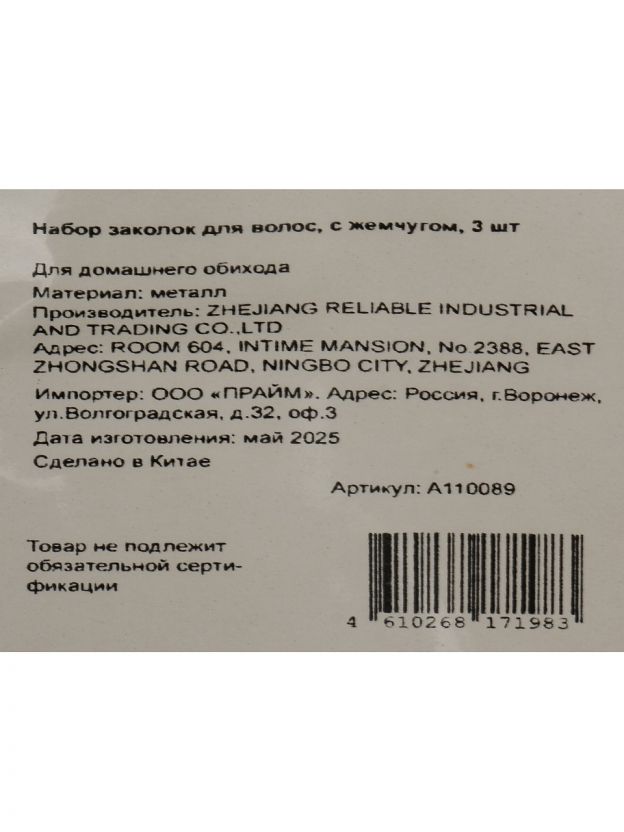 Набор заколок для волос, с жемчугом, 3 шт
Для домашнего обихода
Материал: металл
Производитель: ZHEJIANG RELIABLE INDUSTRIAL
AND TRADING CO.,LTD
Адрес: ROOM 604, INTIME MANSION, No 2388, EAST
ZHONGSHAN ROAD, NINGBO CITY, ZHEJIANG
Импортер: ООО «ПРАЙМ». Адрес: Россия, г.Воронеж,
ул.Волгоградская, д.32, оф.3
Дата изготовления: май 2025
Сделано в Китае
Артикул: А110089
Товар не подлежит
обязательной серти-
фикации
4 610268 171983